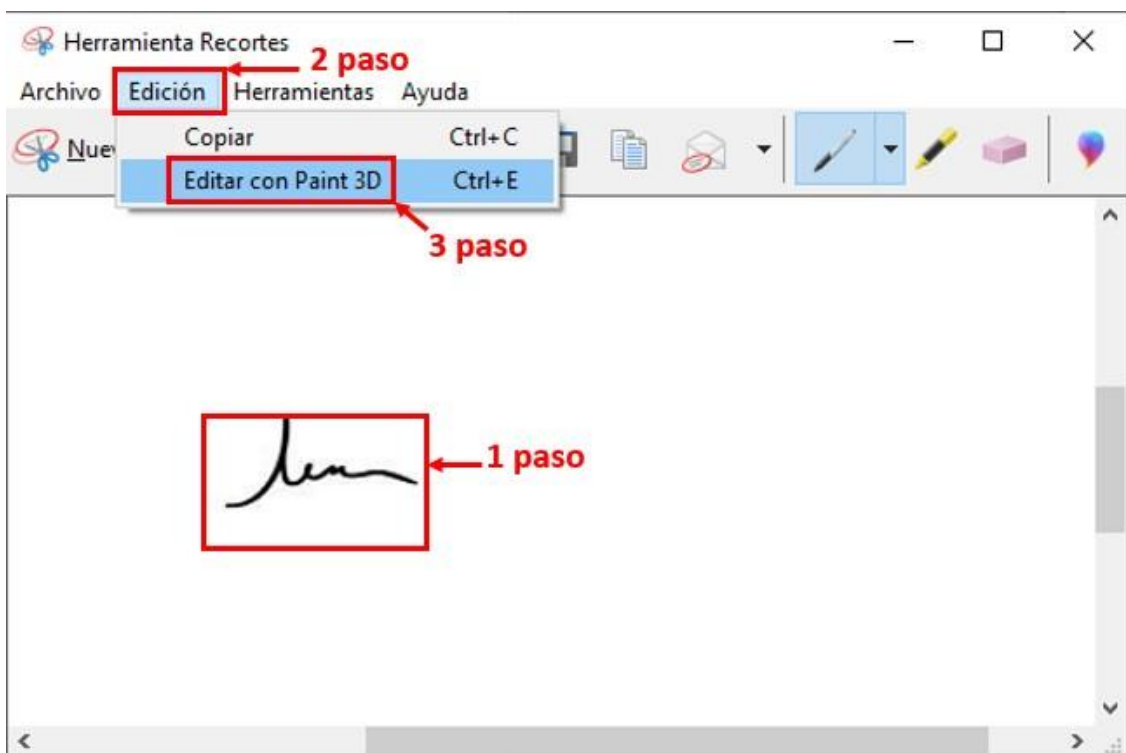 Herramienta Recortes
2 paso
Archivo Edición Herramientas Ayuda
Nue
Copiar Ctrl+C
Editar con Paint 3D Ctrl+E
3 paso
1 paso